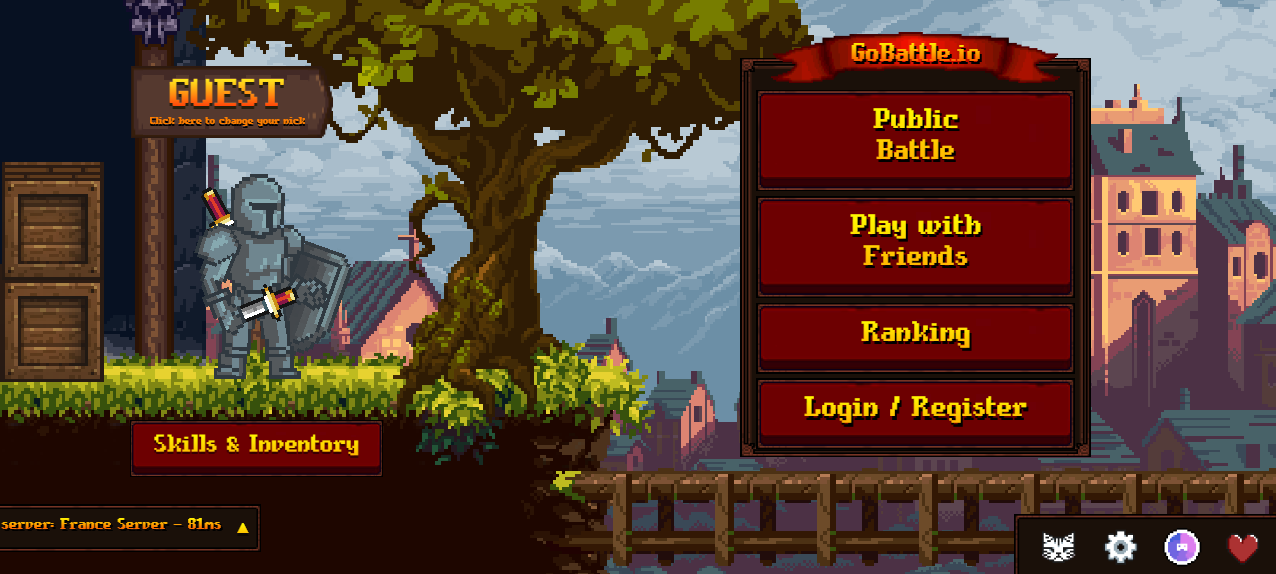 GUEST
Click here to change your nick
GoBattle.io
Public
Battle
Play with
Friends
Ranking
Login / Register
Skills & Inventory
server: France Server - 81ms